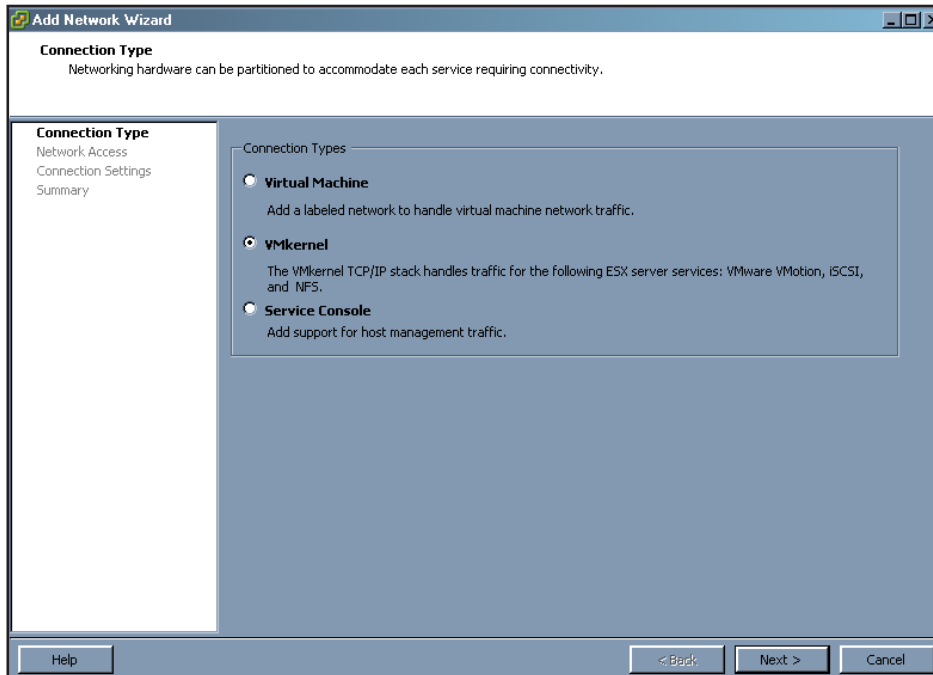 Add Network Wizard
Connection Type
Networking hardware can be partitioned to accommodate each service requiring connectivity.
Connection Type
Network Access
Connection Settings
Summary
Connection Types
Virtual Machine
Add a labeled network to handle virtual machine network traffic.
VMkernel
The VMkernel TCP/IP stack handles traffic for the following ESX server services: VMware VMotion, iSCSI,
and NFS.
Service Console
Add support for host management traffic.
Help
< Back
Next >
Cancel